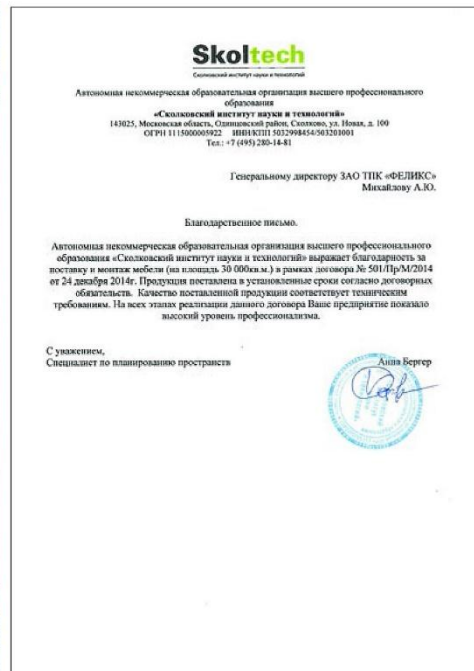 Skoltech
Сколковский институт науки и технологий
Автономная некоммерческая образовательная организация высшего профессионального
образования
«Сколковский институт науки и технологий»
143025, Московская область, Одинцовский район, Сколково, ул. Новая, д. 100
ОГРН 1115000005922 ИНН/КПП 5032998454/503201001
Тел.: +7 (495) 280-14-81
Генеральному директору ЗАО ТПК «ФЕЛИКС»
Михайлову А.Ю.
Благодарственное письмо.
Автономная некоммерческая образовательная организация высшего профессионального
образования «Сколковский институт науки и технологий» выражает благодарность за
поставку и монтаж мебели (на площадь 30 000кв.м.) в рамках договора № 501/Пр/М/2014
от 24 декабря 2014г. Продукция поставлена в установленные сроки согласно договорных
обязательств. Качество поставленной продукции соответствует техническим
требованиям. На всех этапах реализации данного договора Ваше предприятие показало
высокий уровень профессионализма.
С уважением,
Специалист по планированию пространств Анна Бергер